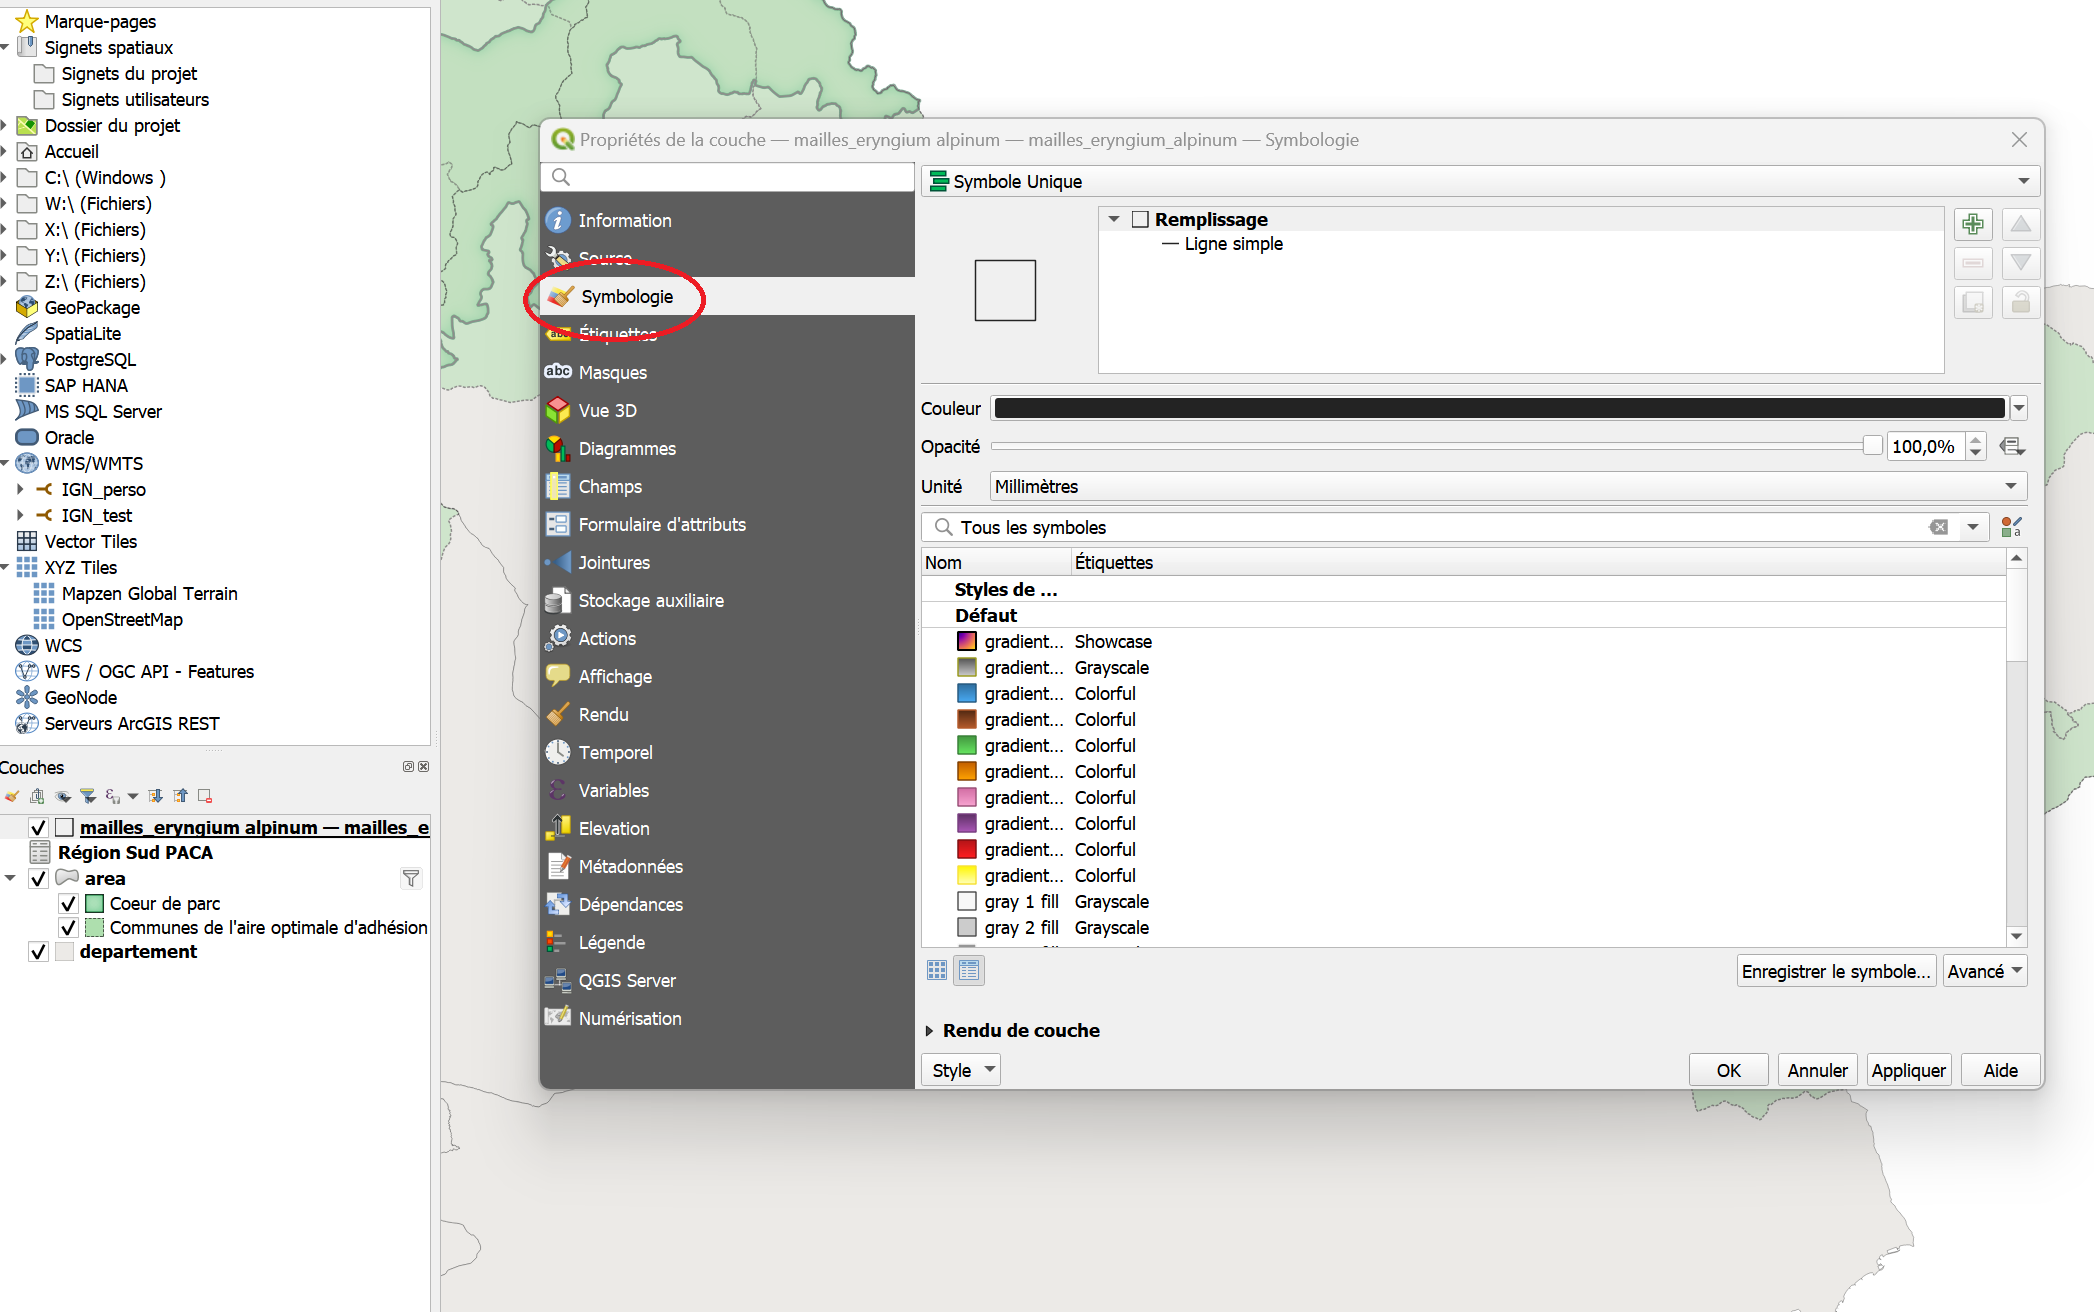 Marque-pages
Signets spatiaux
Signets du projet
Signets utilisateurs
Dossier du projet
Accueil
C:\ (Windows )
W:\ (Fichiers)
X:\ (Fichiers)
Y:\ (Fichiers)
Z:\ (Fichiers)
GeoPackage
SpatiaLite
PostgreSQL
SAP HANA
MS SQL Server
Oracle
WMS/WMTS
IGN_perso
IGN_test
Vector Tiles
XYZ Tiles
Mapzen Global Terrain
OpenStreetMap
WCS
WFS / OGC API - Features
GeoNode
Serveurs ArcGIS REST
Couches
mailles_eryngium alpinum — mailles_e
Région Sud PACA
area
Coeur de parc
Communes de l'aire optimale d'adhésion
departement
Propriétés de la couche — mailles_eryngium alpinum — mailles_eryngium_alpinum — Symbologie
Information
Source
Symbologie
Étiquettes
Masques
Vue 3D
Diagrammes
Champs
Formulaire d'attributs
Jointures
Stockage auxiliaire
Actions
Affichage
Rendu
Temporel
Variables
Elevation
Métadonnées
Dépendances
Légende
QGIS Server
Numérisation
Symbole Unique
Remplissage
Ligne simple
Couleur
Opacité 100,0%
Unité Millimètres
Tous les symboles
Nom Étiquettes
Styles de ...
Défaut
gradient... Showcase
gradient... Grayscale
gradient... Colorful
gradient... Colorful
gradient... Colorful
gradient... Colorful
gradient... Colorful
gradient... Colorful
gradient... Colorful
gradient... Colorful
gray 1 fill Grayscale
gray 2 fill Grayscale
Enregistrer le symbole... Avancé
Rendu de couche
Style OK Annuler Appliquer Aide